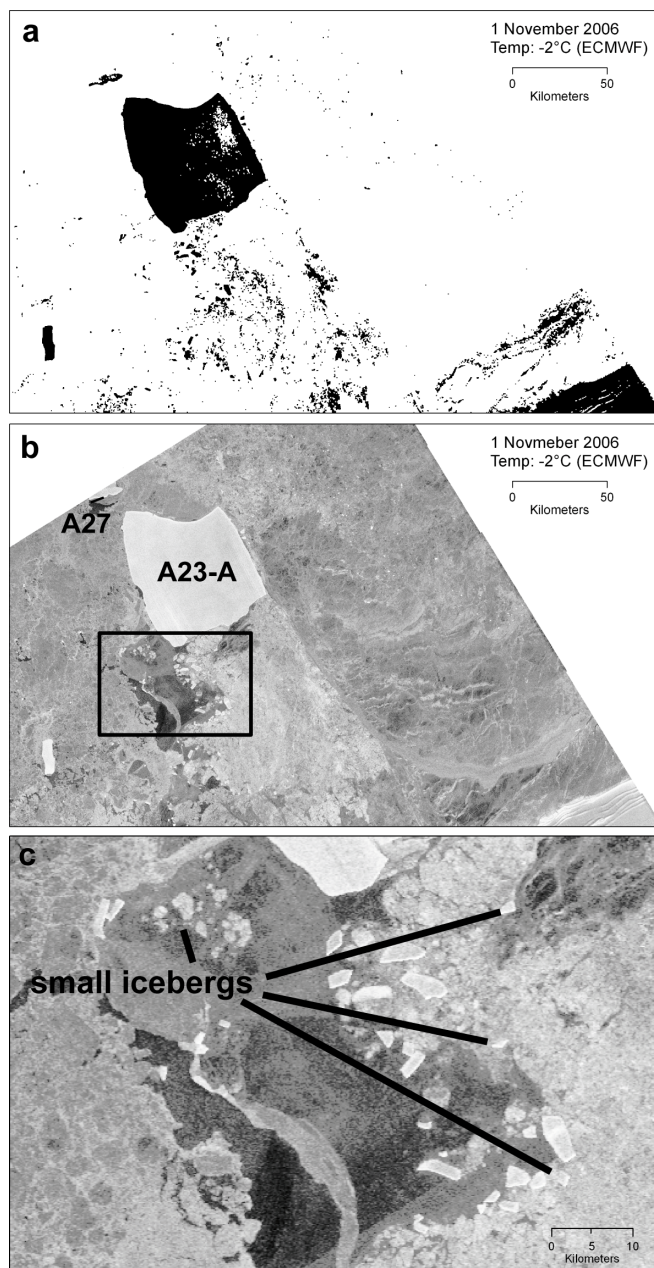 a
1 November 2006
Temp: -2°C (ECMWF)
0 50
Kilometers
b
1 Novmeber 2006
Temp: -2°C (ECMWF)
0 50
Kilometers
A27
A23-A
c
small icebergs
0 5 10
Kilometers